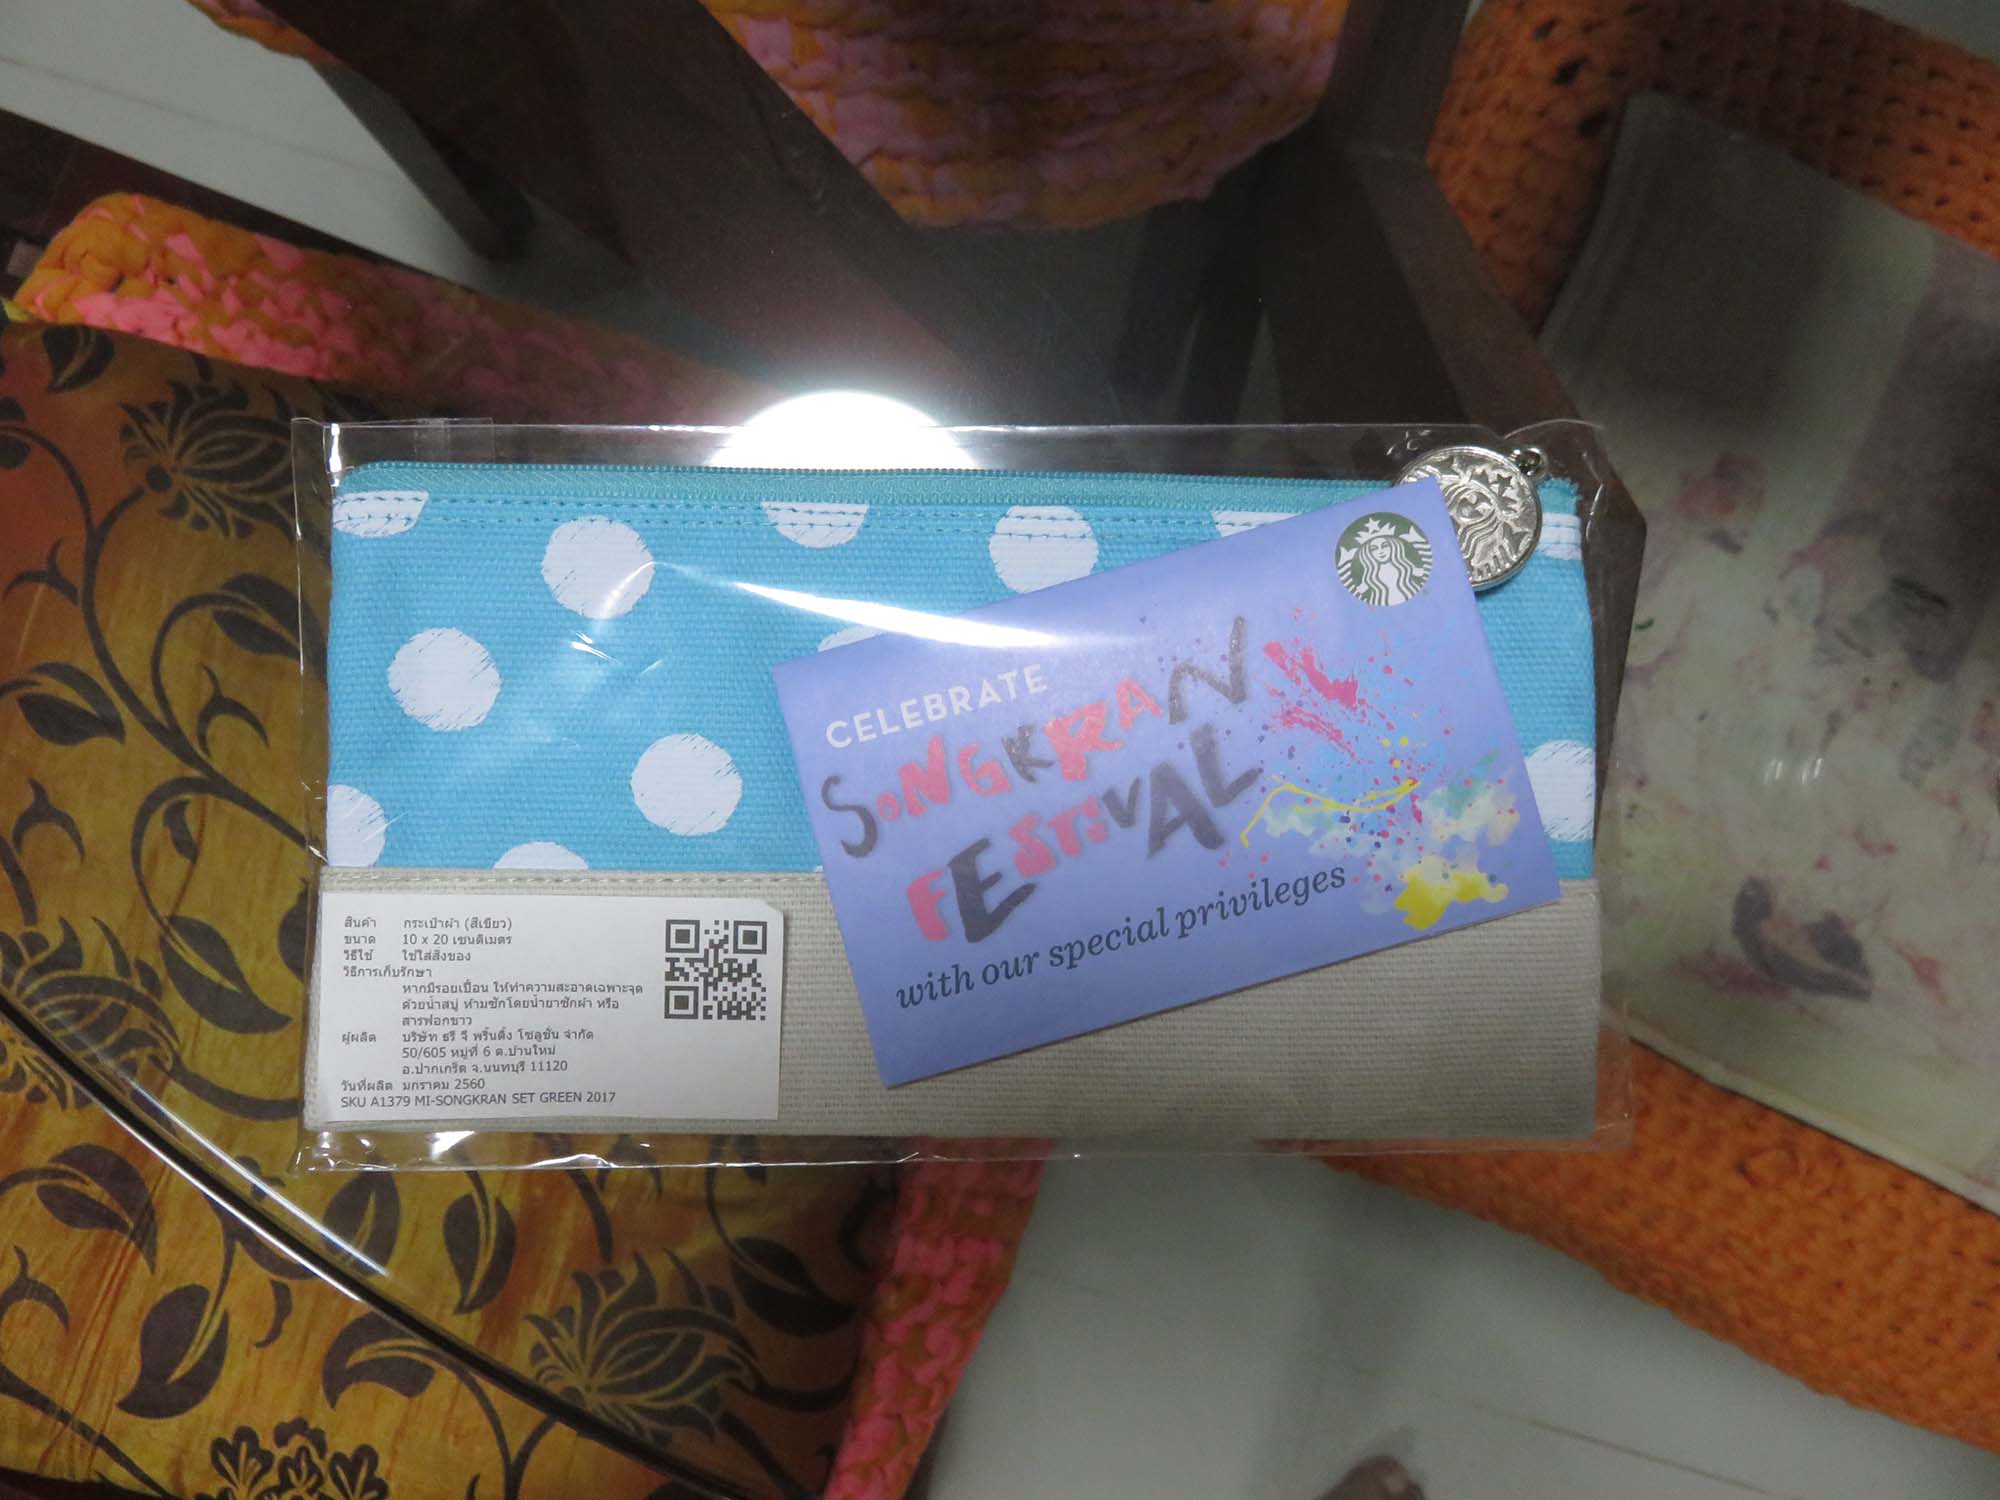 CELEBRATE
SONGKRAN
FESTIVAL
with our special privileges
สินค้า กระเป๋าผ้า (สีเขียว)
ขนาด 10 x 20 เซนติเมตร
วิธีใช้ ใช้ใส่สิ่งของ
วิธีการเก็บรักษา
หากมีรอยเปื้อน ให้ทำความสะอาดเฉพาะจุด
ด้วยน้ำสบู่ ห้ามซักโดยน้ำยาซักผ้า หรือ
สารฟอกขาว
ผู้ผลิต บริษัท ธรี จี พริ้นติ้ง โซลูชั่น จำกัด
50/605 หมู่ที่ 6 ต.บ้านใหม่
อ.ปากเกร็ด จ.นนทบุรี 11120
วันที่ผลิต มกราคม 2560
SKU A1379 MI-SONGKRAN SET GREEN 2017